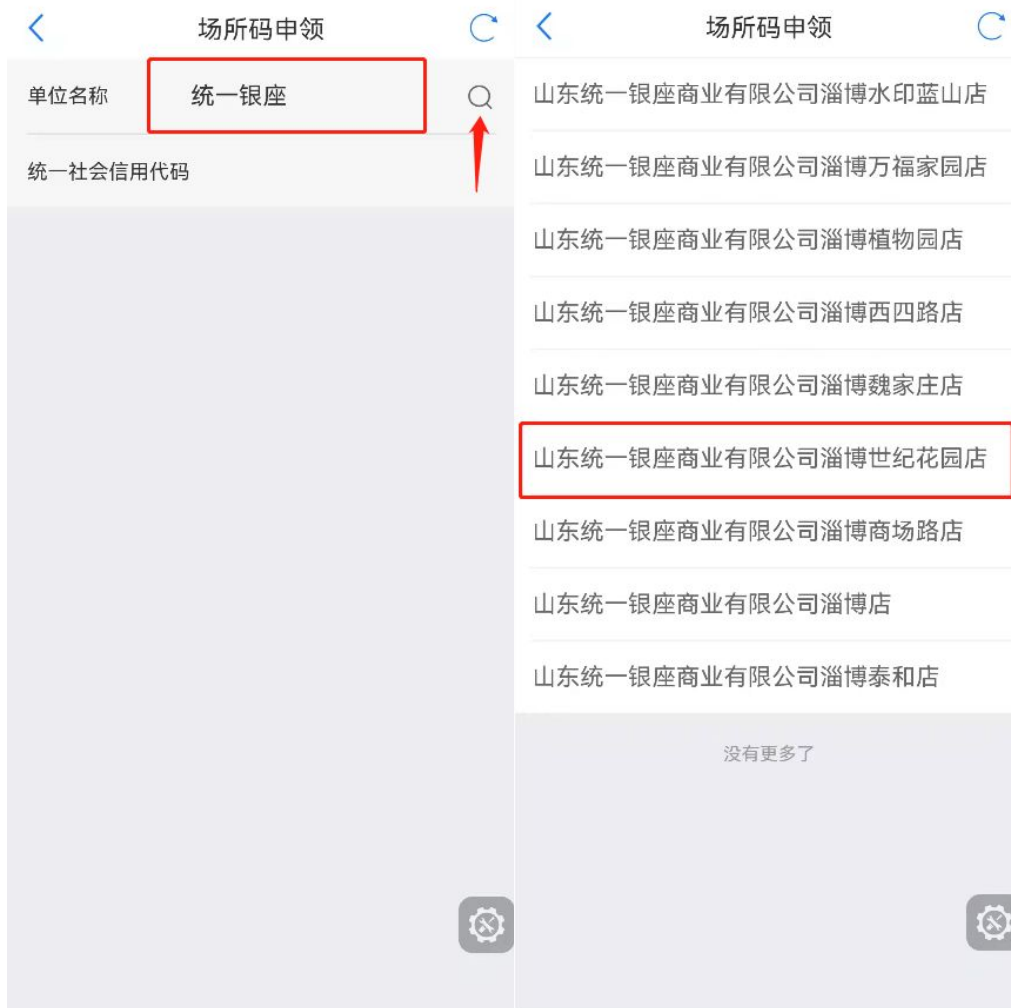 场所码申领
单位名称 统一银座
统一社会信用代码
场所码申领
山东统一银座商业有限公司淄博水印蓝山店
山东统一银座商业有限公司淄博万福家园店
山东统一银座商业有限公司淄博植物园店
山东统一银座商业有限公司淄博西四路店
山东统一银座商业有限公司淄博魏家庄店
山东统一银座商业有限公司淄博世纪花园店
山东统一银座商业有限公司淄博商场路店
山东统一银座商业有限公司淄博店
山东统一银座商业有限公司淄博泰和店
没有更多了